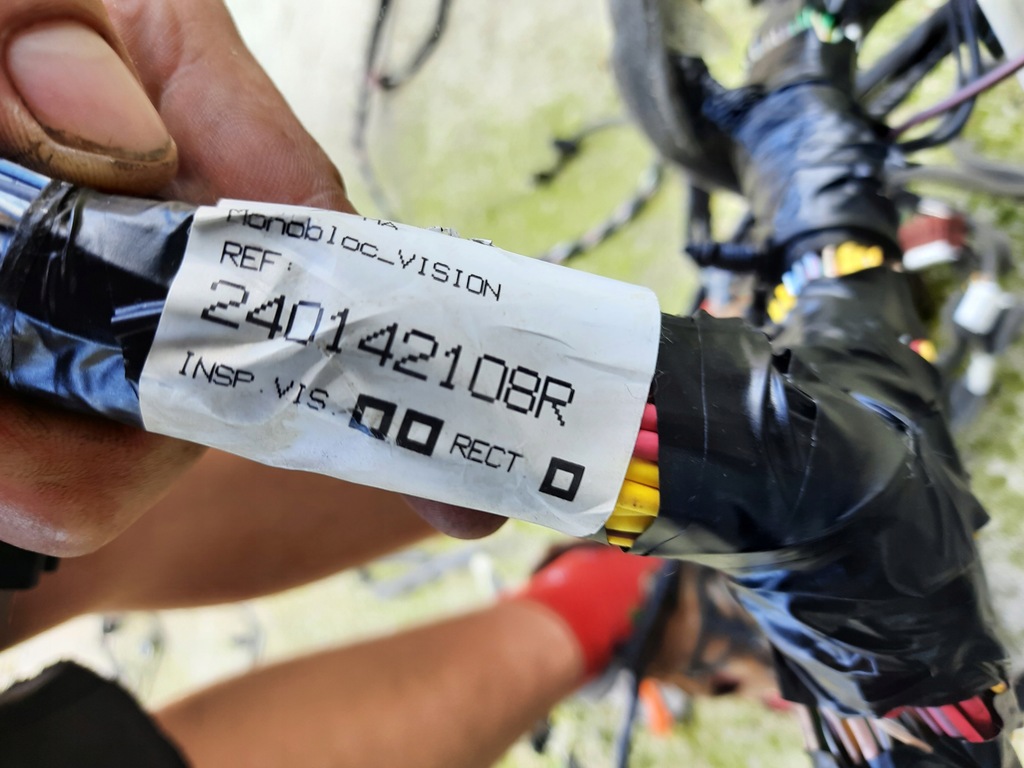 Monobloc_VISION
REF:
240142108R
INSP.VIS. RECT